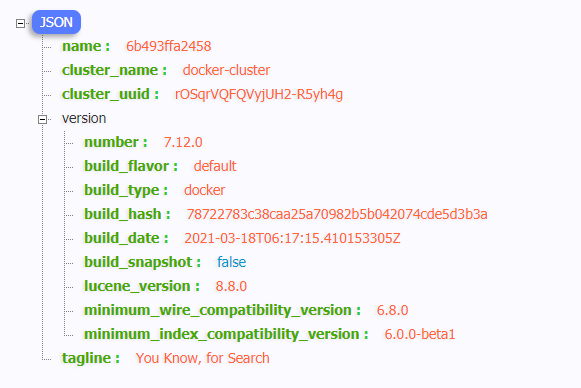 JSON
name : 6b493ffa2458
cluster_name : docker-cluster
cluster_uuid : rOSqrVQFQVyjUH2-R5yh4g
version
number : 7.12.0
build_flavor : default
build_type : docker
build_hash : 78722783c38caa25a70982b5b042074cde5d3b3a
build_date : 2021-03-18T06:17:15.410153305Z
build_snapshot : false
lucene_version : 8.8.0
minimum_wire_compatibility_version : 6.8.0
minimum_index_compatibility_version : 6.0.0-beta1
tagline : You Know, for Search